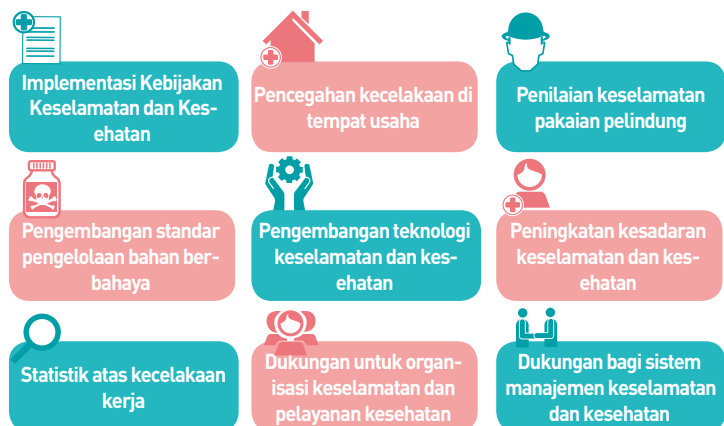 Implementasi Kebijakan
Keselamatan dan Kes-
ehatan
Pencegahan kecelakaan di
tempat usaha
Penilaian keselamatan
pakaian pelindung
Pengembangan standar
pengelolaan bahan ber-
bahaya
Pengembangan teknologi
keselamatan dan kes-
ehatan
Peningkatan kesadaran
keselamatan dan kes-
ehatan
Statistik atas kecelakaan
kerja
Dukungan untuk organ-
isasi keselamatan dan
pelayanan kesehatan
Dukungan bagi sistem
manajemen keselamatan
dan kesehatan